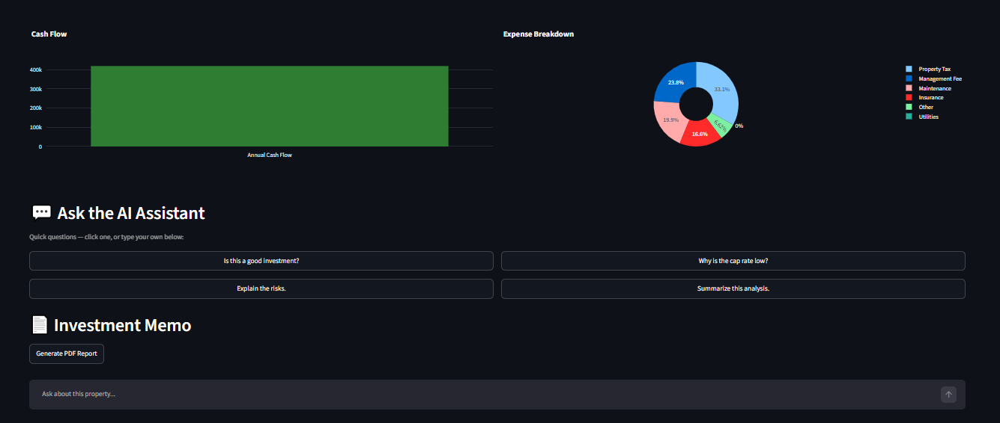 Cash Flow
400k
300k
200k
100k
0
Annual Cash Flow
Expense Breakdown
33.1%
23.8%
19.9%
16.6%
6.62%
0%
Property Tax
Management Fee
Maintenance
Insurance
Other
Utilities
Ask the AI Assistant
Quick questions — click one, or type your own below:
Is this a good investment?
Why is the cap rate low?
Explain the risks.
Summarize this analysis.
Investment Memo
Generate PDF Report
Ask about this property...